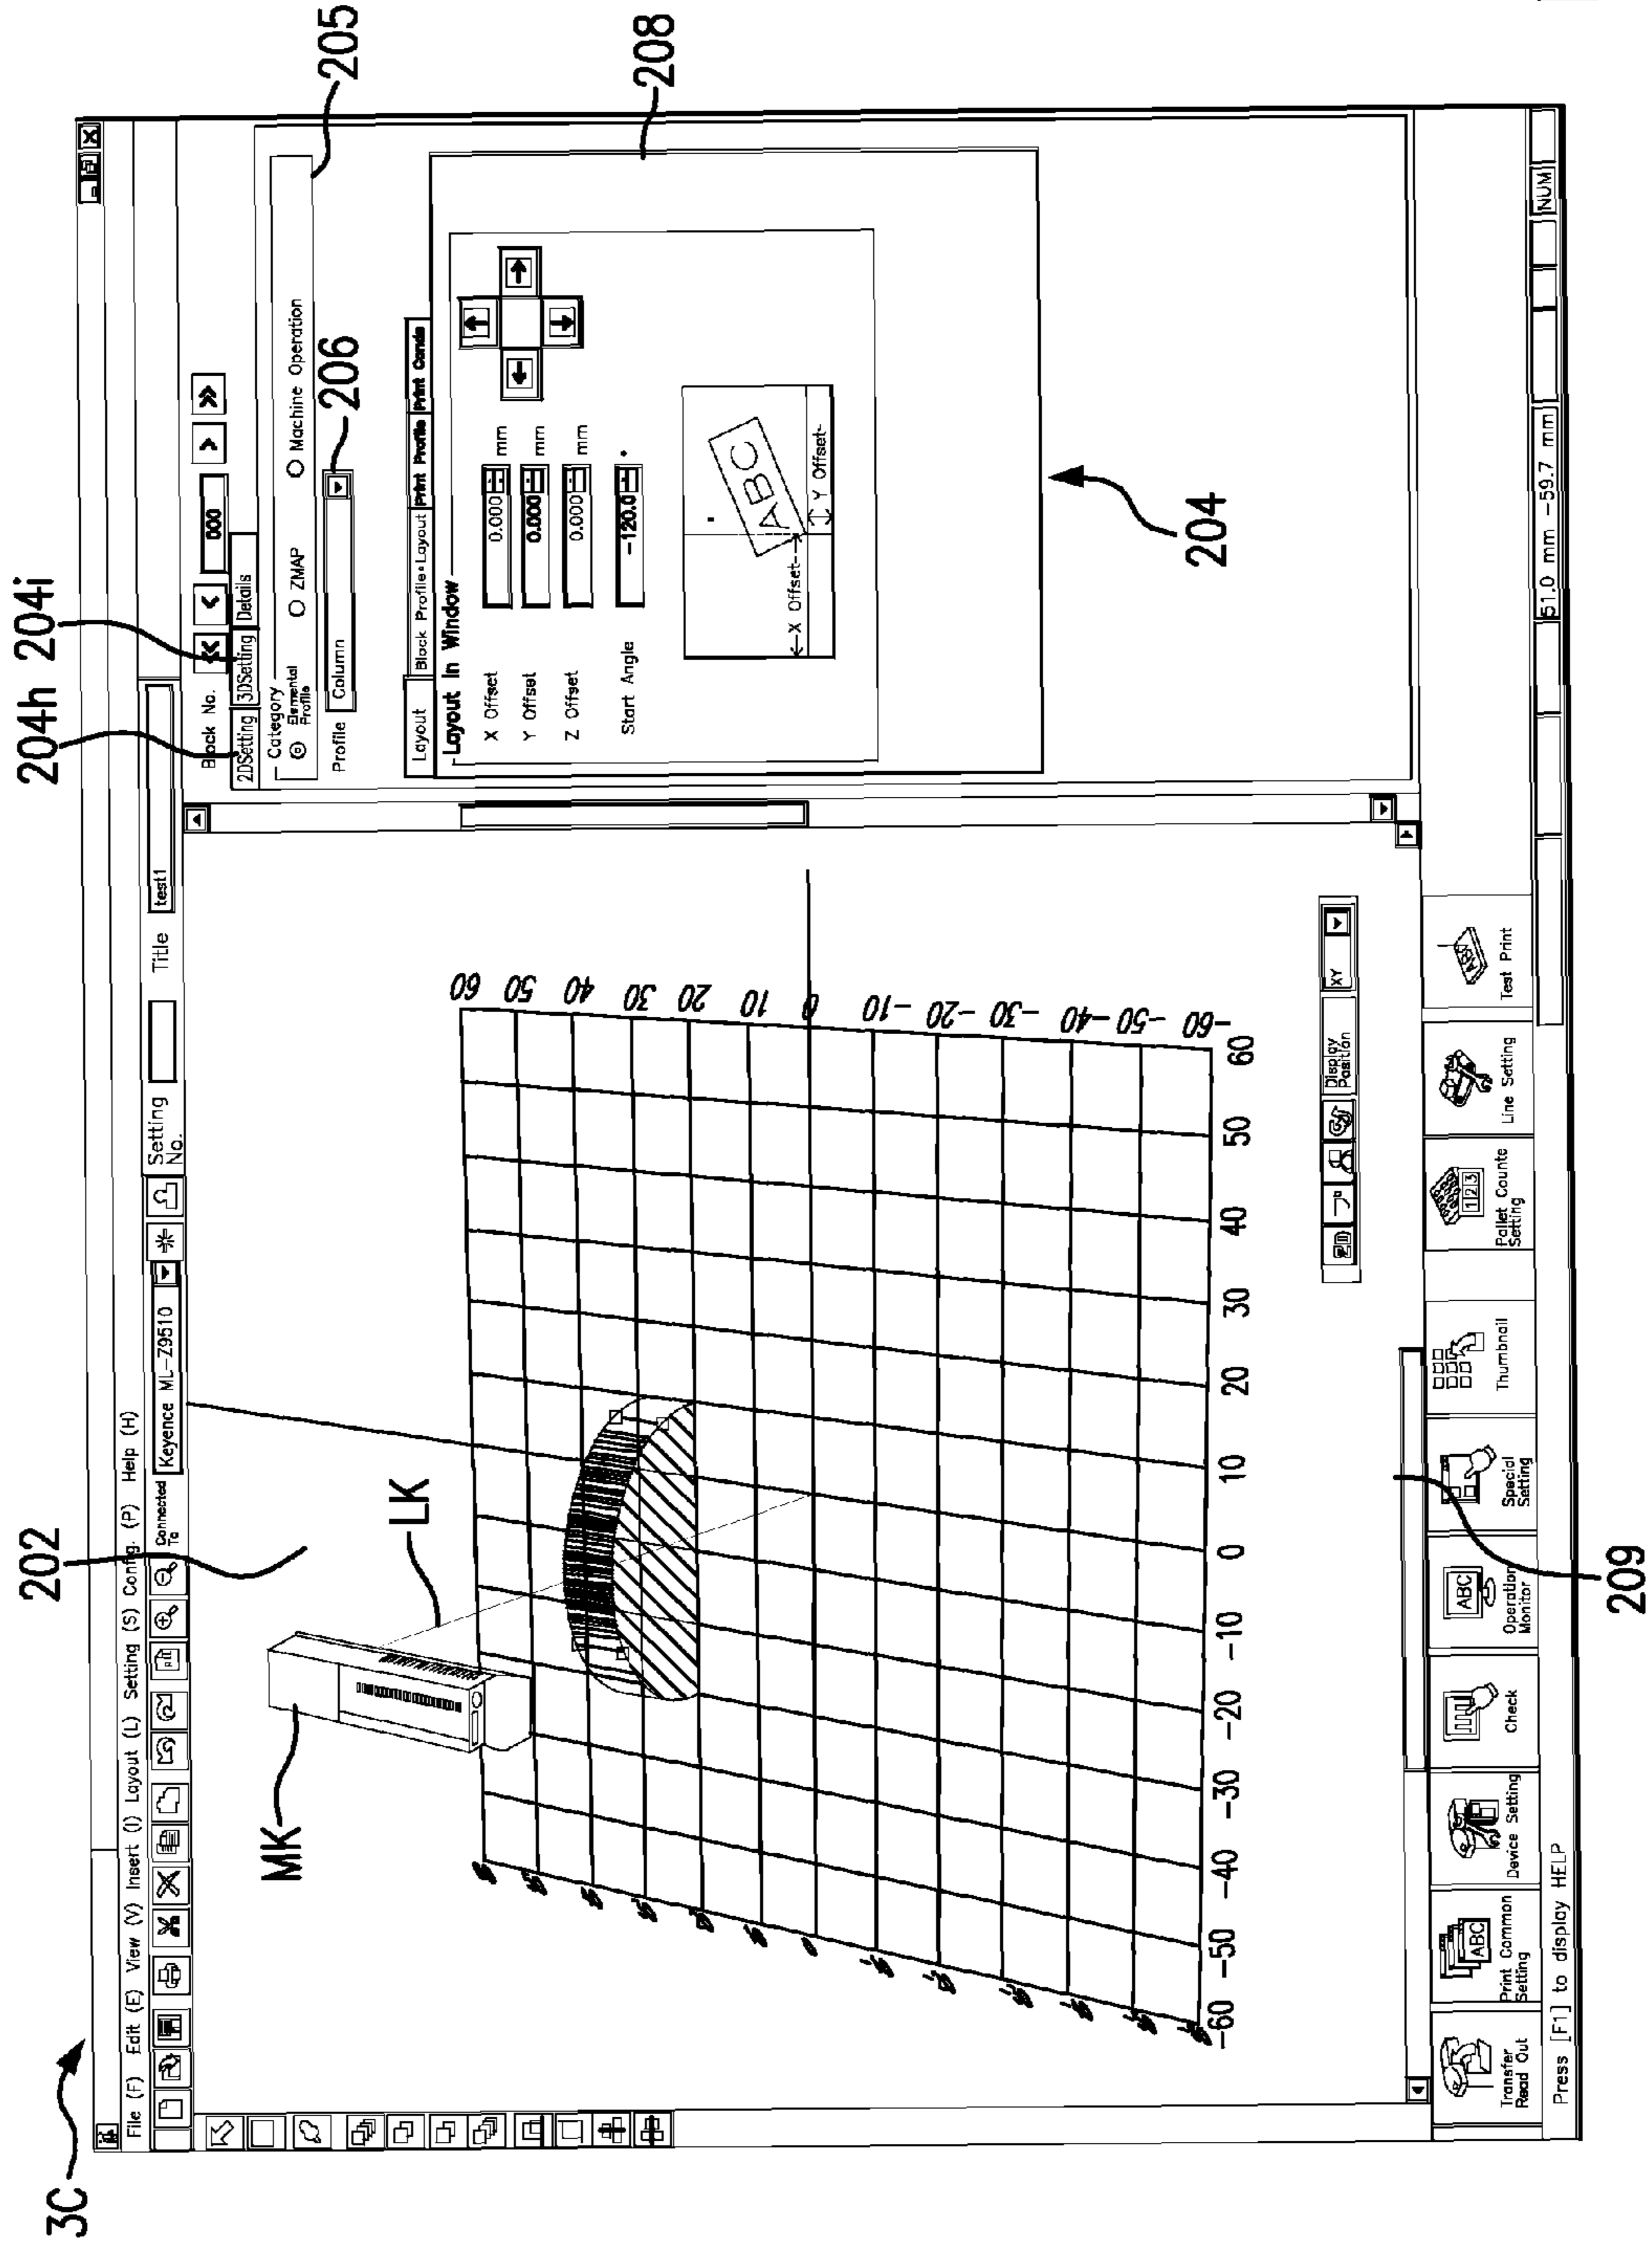 3C
202
204h 204i
File (F) Edit (E) View (V) Insert (I) Layout (L) Setting (S) Config. (P) Help (H)
Connected To
Keyence ML-Z9510
Setting No.
Title
test1
MK
LK
60
50
40
30
20
10
0
-10
-20
-30
-40
-50
-60
-60 -50 -40 -30 -20 -10 0 10 20 30 40 50 60
0
2D
Display Position
XY
Block No.
000
2DSetting
3DSetting
Details
Category
Elemental Profile
ZMAP
Machine Operation
205
Profile
Column
206
Layout
Block Profile•Layout
Print Profile
Print Conds
208
Layout In Window
X Offset
0.000
mm
Y Offset
0.000
mm
Z Offset
0.000
mm
Start Angle
-120.0
ABC
X Offset
Y Offset
204
Transfer Read Out
ABC
Print Common Setting
Device Setting
Check
ABC
Operation Monitor
Special Setting
Thumbnail
123
Pallet Counte Setting
Line Setting
Test Print
Press [F1] to display HELP
51.0 mm -59.7 mm
NUM
209